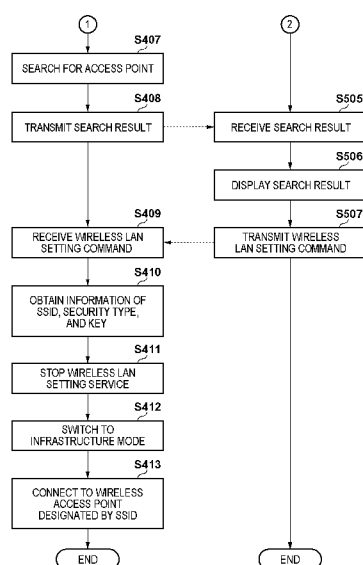 1
2
S407
SEARCH FOR ACCESS POINT
S408
TRANSMIT SEARCH RESULT
S505
RECEIVE SEARCH RESULT
S506
DISPLAY SEARCH RESULT
S409
RECEIVE WIRELESS LAN
SETTING COMMAND
S507
TRANSMIT WIRELESS
LAN SETTING COMMAND
S410
OBTAIN INFORMATION OF
SSID, SECURITY TYPE,
AND KEY
S411
STOP WIRELESS LAN
SETTING SERVICE
S412
SWITCH TO
INFRASTRUCTURE MODE
S413
CONNECT TO WIRELESS
ACCESS POINT
DESIGNATED BY SSID
END
END